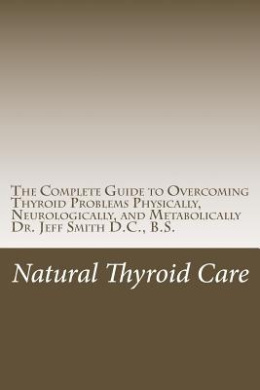 The Complete Guide to Overcoming
Thyroid Problems Physically,
Neurologically, and Metabolically
Dr. Jeff Smith D.C., B.S.
Natural Thyroid Care